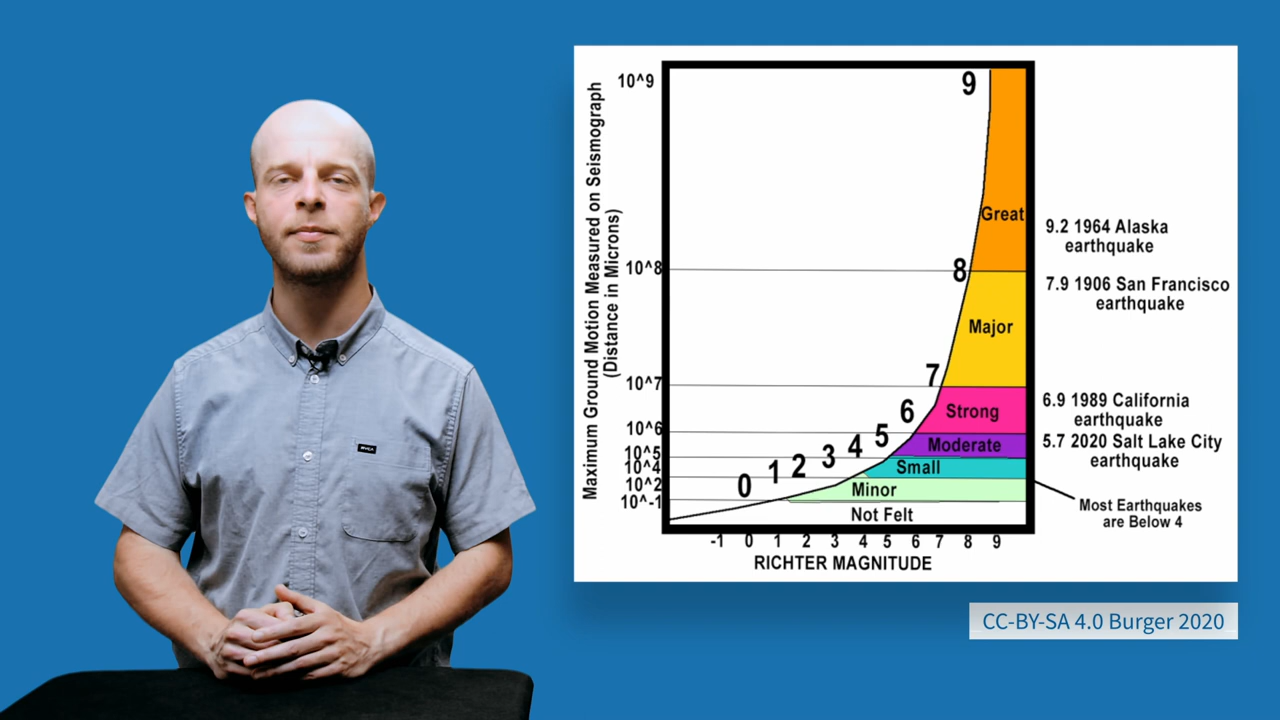 Maximum Ground Motion Measured on Seismograph
(Distance in Microns)
10^9
10^8
10^7
10^6
10^5
10^4
10^2
10^-1
9
8
7
6
5
4
3
2
1
0
Great
Major
Strong
Moderate
Small
Minor
Not Felt
9.2 1964 Alaska
earthquake
7.9 1906 San Francisco
earthquake
6.9 1989 California
earthquake
5.7 2020 Salt Lake City
earthquake
Most Earthquakes
are Below 4
-1 0 1 2 3 4 5 6 7 8 9
RICHTER MAGNITUDE
CC-BY-SA 4.0 Burger 2020
RVCA